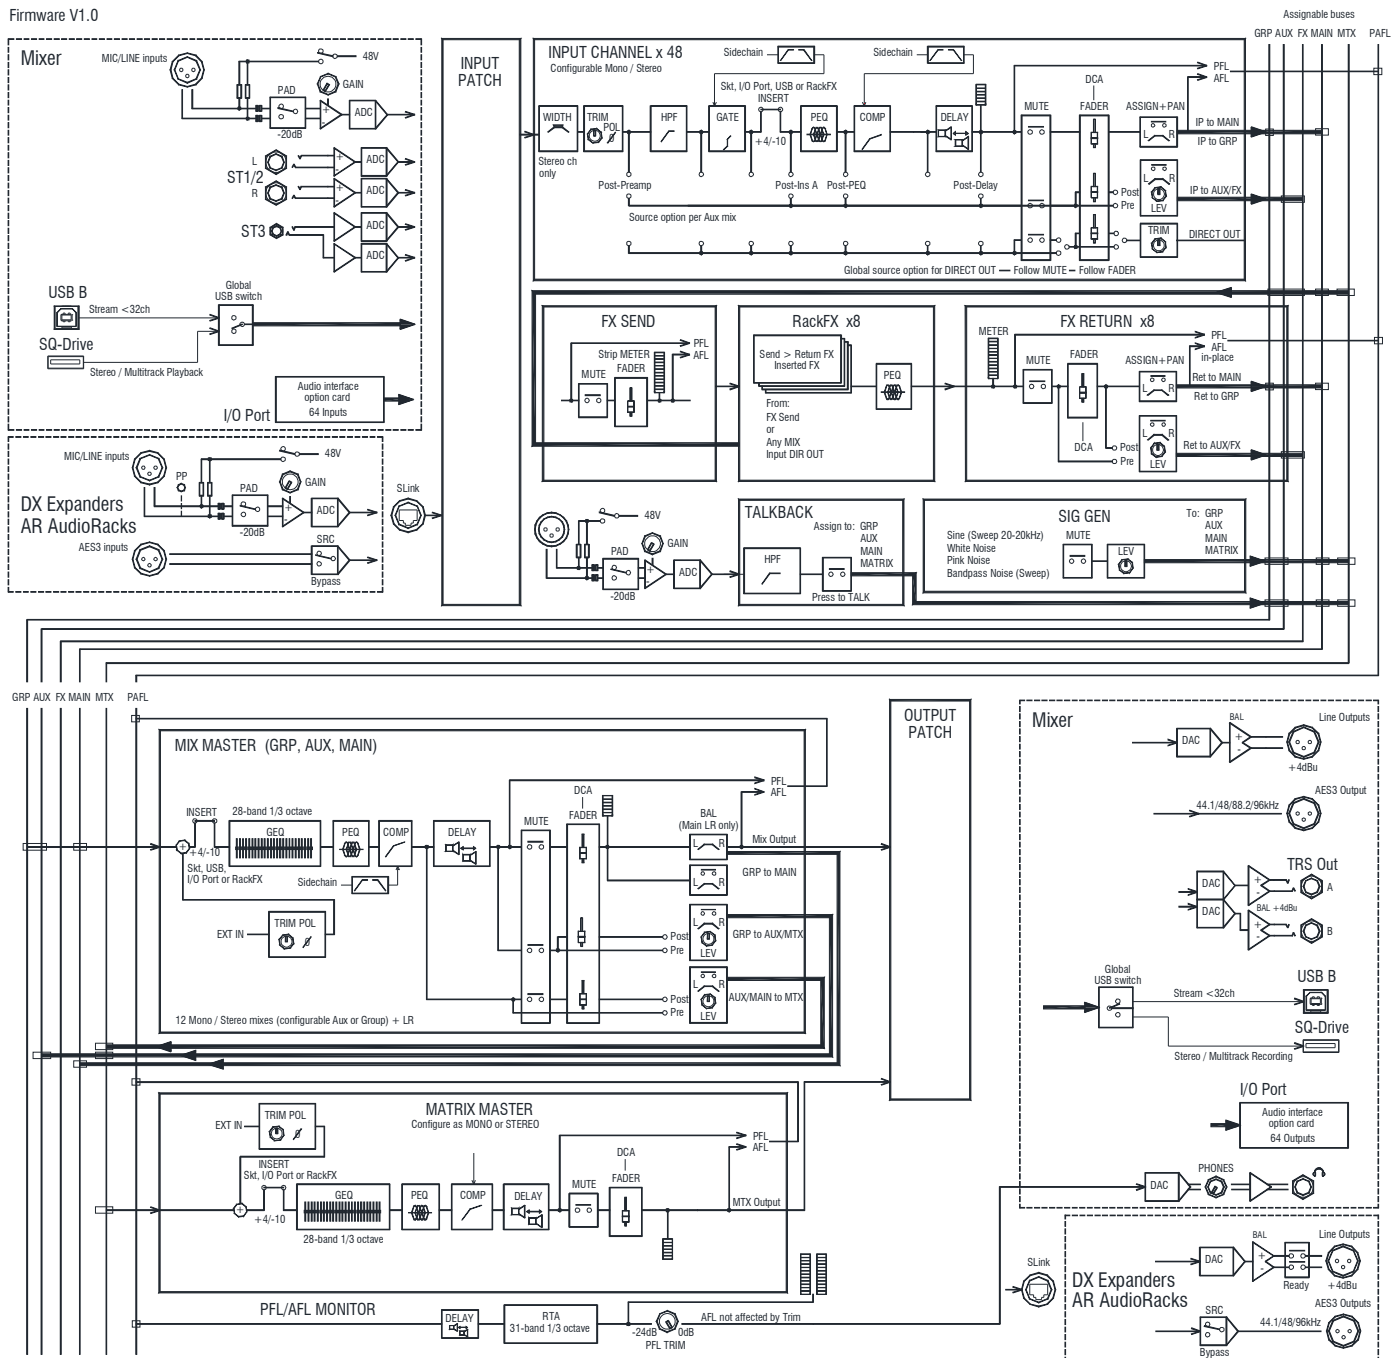 Firmware V1.0
Assignable buses
GRP AUX FX MAIN MTX PAFL
Mixer
MIC/LINE inputs
48V
GAIN
PAD
-20dB
ADC
L
ST1/2
R
ADC
ADC
ST3
ADC
ADC
USB B
Stream <32ch
Global
USB switch
SQ-Drive
Stereo / Multitrack Playback
Audio interface
option card
64 Inputs
I/O Port
MIC/LINE inputs
48V
PP
GAIN
PAD
-20dB
ADC
DX Expanders
AR AudioRacks
AES3 inputs
SRC
Bypass
SLink
INPUT
PATCH
INPUT CHANNEL x 48
Configurable Mono / Stereo
Sidechain
Sidechain
Skt, I/O Port, USB or RackFX
INSERT
+4/-10
WIDTH
Stereo ch
only
TRIM
POL
HPF
GATE
PEQ
COMP
DELAY
MUTE
DCA
FADER
ASSIGN+PAN
L R
PFL
AFL
IP to MAIN
IP to GRP
Post-Preamp
Post-Ins A
Post-PEQ
Post-Delay
Source option per Aux mix
Post
Pre
L R
LEV
IP to AUX/FX
TRIM
DIRECT OUT
Global source option for DIRECT OUT — Follow MUTE — Follow FADER
FX SEND
PFL
AFL
Strip METER
MUTE
FADER
RackFX x8
Send > Return FX
Inserted FX
PEQ
From:
FX Send
or
Any MIX
Input DIR OUT
FX RETURN x8
METER
MUTE
FADER
DCA
ASSIGN+PAN
L R
PFL
AFL
in-place
Ret to MAIN
Ret to GRP
Post
Pre
L R
LEV
Ret to AUX/FX
48V
GAIN
PAD
-20dB
ADC
TALKBACK
Assign to: GRP
AUX
MAIN
MATRIX
HPF
Press to TALK
SIG GEN
Sine (Sweep 20-20kHz)
White Noise
Pink Noise
Bandpass Noise (Sweep)
MUTE
LEV
To: GRP
AUX
MAIN
MATRIX
GRP AUX FX MAIN MTX PAFL
MIX MASTER (GRP, AUX, MAIN)
INSERT
+4/-10
Skt, USB,
I/O Port or RackFX
28-band 1/3 octave
GEQ
PEQ
COMP
Sidechain
DELAY
EXT IN
TRIM POL
MUTE
DCA
FADER
PFL
AFL
BAL
(Main LR only)
L R
Mix Output
L R
GRP to MAIN
Post
Pre
L R
LEV
GRP to AUX/MTX
Post
Pre
L R
LEV
AUX/MAIN to MTX
12 Mono / Stereo mixes (configurable Aux or Group) + LR
MATRIX MASTER
Configure as MONO or STEREO
EXT IN
TRIM POL
INSERT
Skt, I/O Port or RackFX
+4/-10
GEQ
28-band 1/3 octave
PEQ
COMP
DELAY
MUTE
DCA
FADER
PFL
AFL
MTX Output
PFL/AFL MONITOR
DELAY
RTA
31-band 1/3 octave
-24dB
0dB
PFL TRIM
AFL not affected by Trim
OUTPUT
PATCH
Mixer
DAC
BAL
Line Outputs
+4dBu
AES3 Output
44.1/48/88.2/96kHz
TRS Out
DAC
DAC
A
BAL +4dBu
B
Global
USB switch
Stream <32ch
USB B
SQ-Drive
Stereo / Multitrack Recording
I/O Port
Audio interface
option card
64 Outputs
DAC
PHONES
SLink
DX Expanders
AR AudioRacks
DAC
BAL
Ready
Line Outputs
+4dBu
AES3 Outputs
SRC
Bypass
44.1/48/96kHz